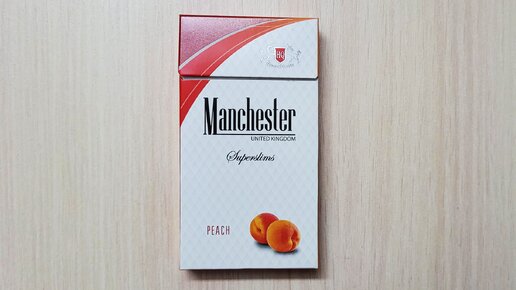 Manchester
UNITED KINGDOM
Superslims
PEACH